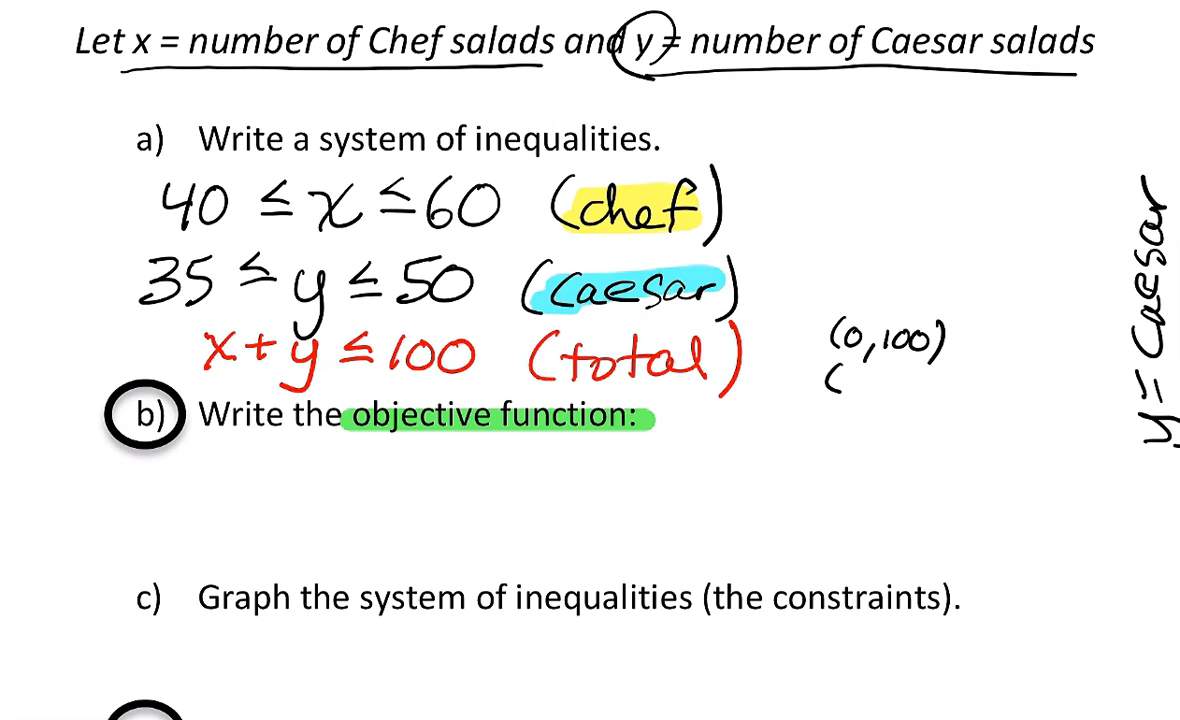 Let x = number of Chef salads and y = number of Caesar salads
a) Write a system of inequalities.
40 ≤ x ≤ 60 (chef)
35 ≤ y ≤ 50 (Caesar)
x + y ≤ 100 (total)
(0,100)
(
b) Write the objective function:
c) Graph the system of inequalities (the constraints).
y = Caesar